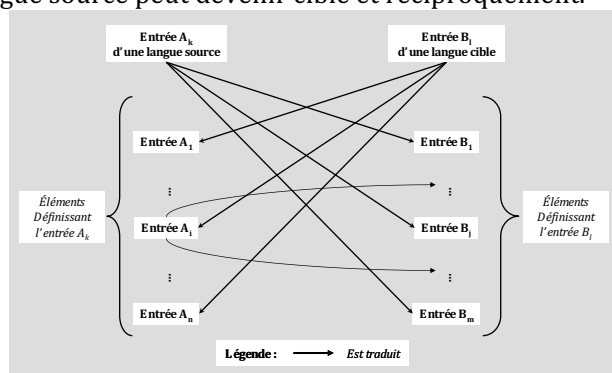 gue source peut devenir cible et réciproquement.
Entrée Ak
d'une langue source
Entrée Bl
d'une langue cible
Entrée A1
Entrée B1
⋮
⋮
Éléments
Définissant
l'entrée Ak
Entrée Ai
Entrée Bj
Éléments
Définissant
l'entrée Bl
⋮
⋮
Entrée An
Entrée Bm
Légende : Est traduit